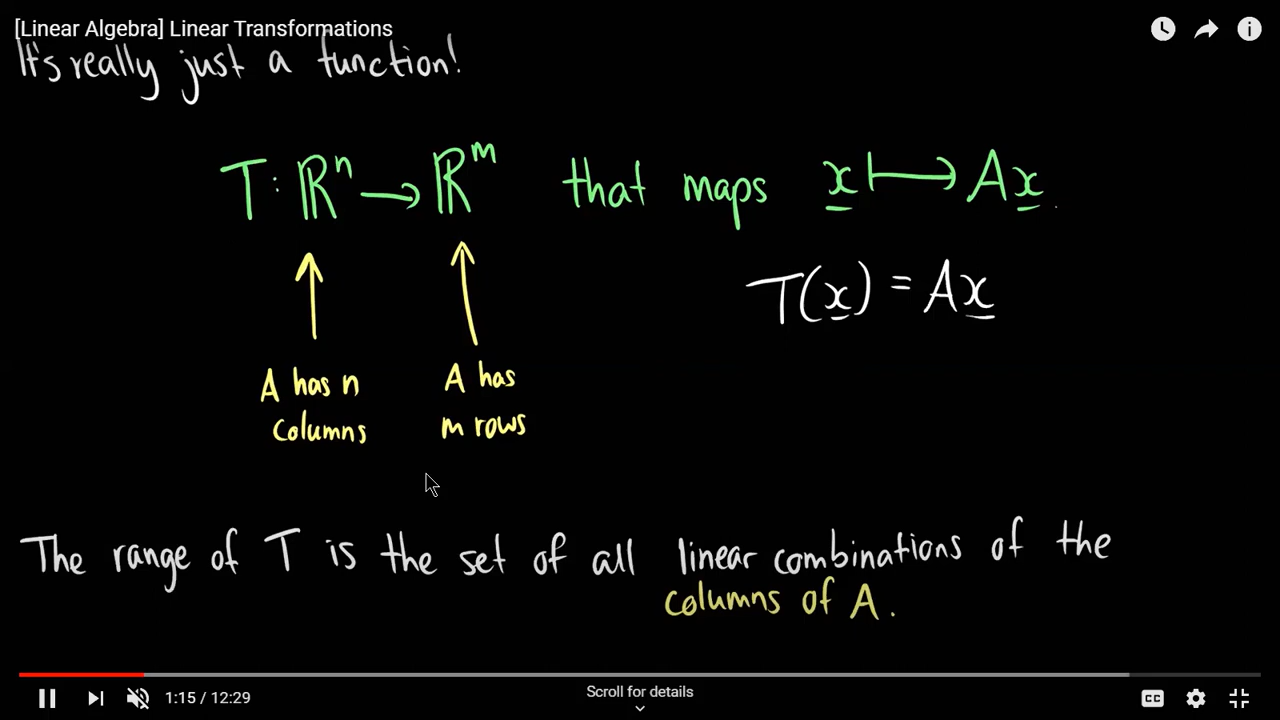 [Linear Algebra] Linear Transformations
It's really just a function!
T: ℝⁿ → ℝᵐ that maps x ↦ Ax.
T(x) = Ax
A has n columns
A has m rows
The range of T is the set of all linear combinations of the
columns of A.
1:15 / 12:29
Scroll for details
CC